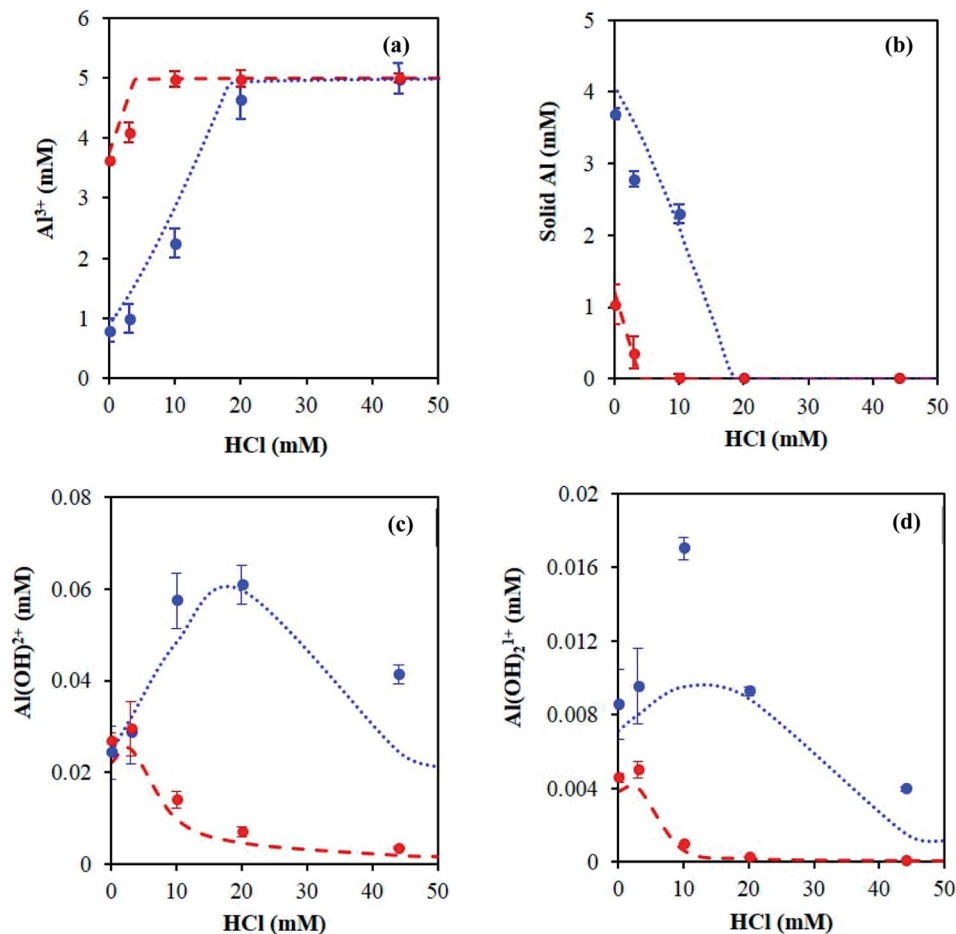 (a)
Al³⁺ (mM)
6
5
4
3
2
1
0
0 10 20 30 40 50
HCl (mM)
(b)
Solid Al (mM)
5
4
3
2
1
0
0 10 20 30 40 50
HCl (mM)
(c)
Al(OH)²⁺ (mM)
0.08
0.06
0.04
0.02
0
0 10 20 30 40 50
HCl (mM)
(d)
Al(OH)₂¹⁺ (mM)
0.02
0.016
0.012
0.008
0.004
0
0 10 20 30 40 50
HCl (mM)